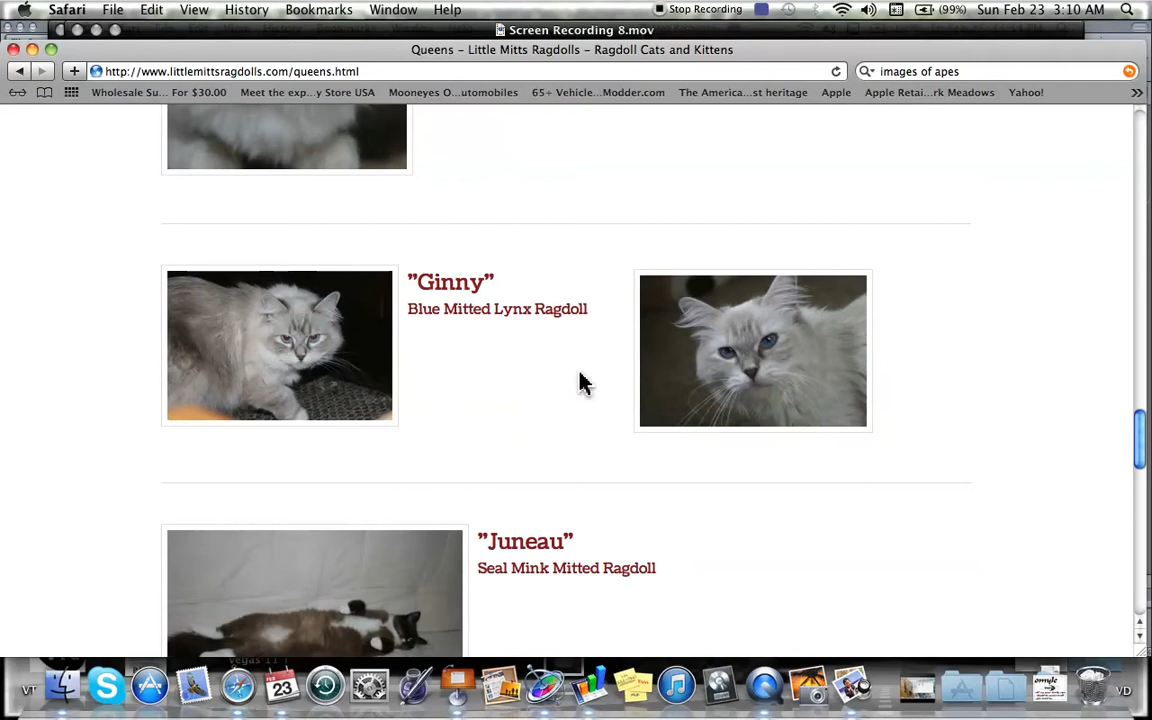 Safari File Edit View History Bookmarks Window Help Stop Recording (99%) Sun Feb 23 3:10 AM
Screen Recording 8.mov
Queens – Little Mitts Ragdolls – Ragdoll Cats and Kittens
http://www.littlemittsragdolls.com/queens.html images of apes
Wholesale Su... For $30.00 Meet the exp...y Store USA Mooneyes O...utomobiles 65+ Vehicle...Modder.com The America...st heritage Apple Apple Retai...rk Meadows Yahoo! »
"Ginny"
Blue Mitted Lynx Ragdoll
"Juneau"
Seal Mink Mitted Ragdoll
VT FEB 23 VD